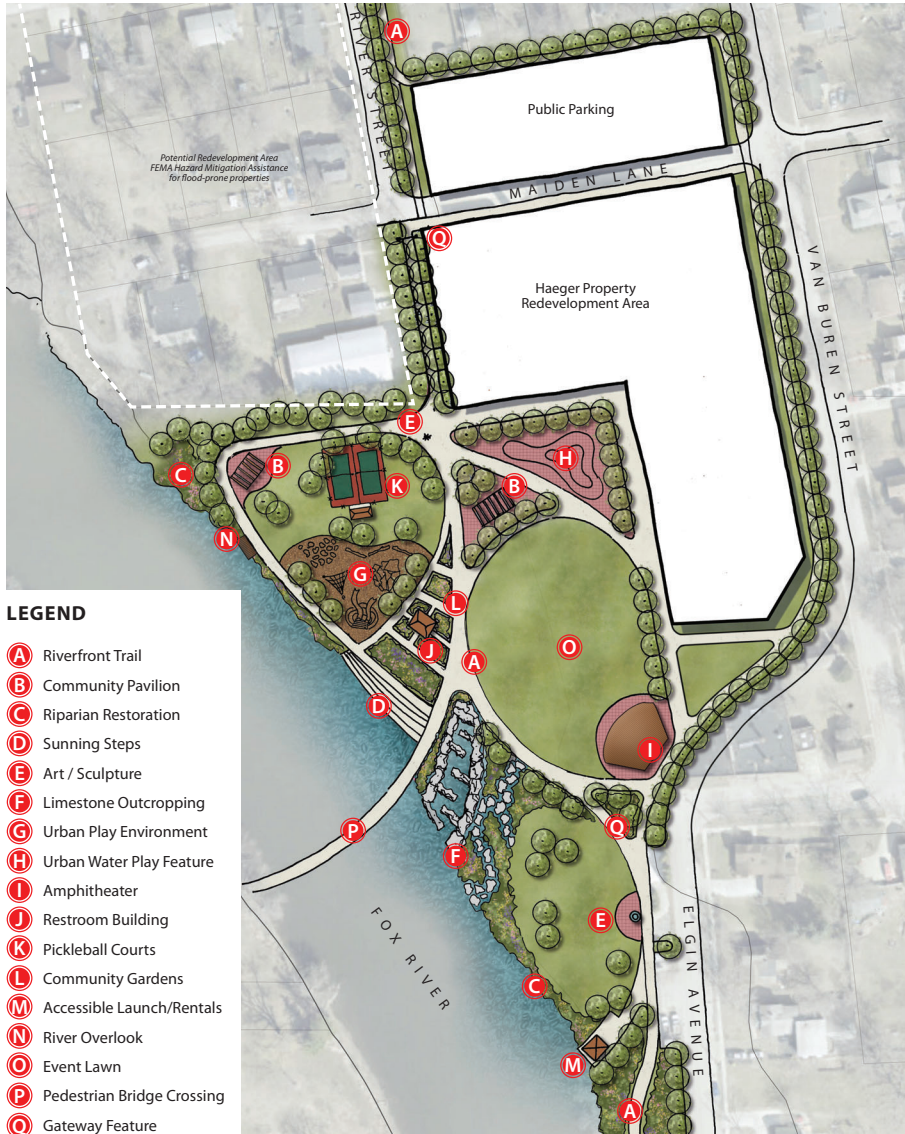 RIVER STREET
A
Public Parking
Potential Redevelopment Area
FEMA Hazard Mitigation Assistance
for flood-prone properties
MAIDEN LANE
Q
Haeger Property
Redevelopment Area
VAN BUREN STREET
E
B
H
C
K
B
N
G
L
O
J
A
D
I
P
Q
F
E
FOX RIVER
ELGIN AVENUE
C
M
A
LEGEND
A Riverfront Trail
B Community Pavilion
C Riparian Restoration
D Sunning Steps
E Art / Sculpture
F Limestone Outcropping
G Urban Play Environment
H Urban Water Play Feature
I Amphitheater
J Restroom Building
K Pickleball Courts
L Community Gardens
M Accessible Launch/Rentals
N River Overlook
O Event Lawn
P Pedestrian Bridge Crossing
Q Gateway Feature